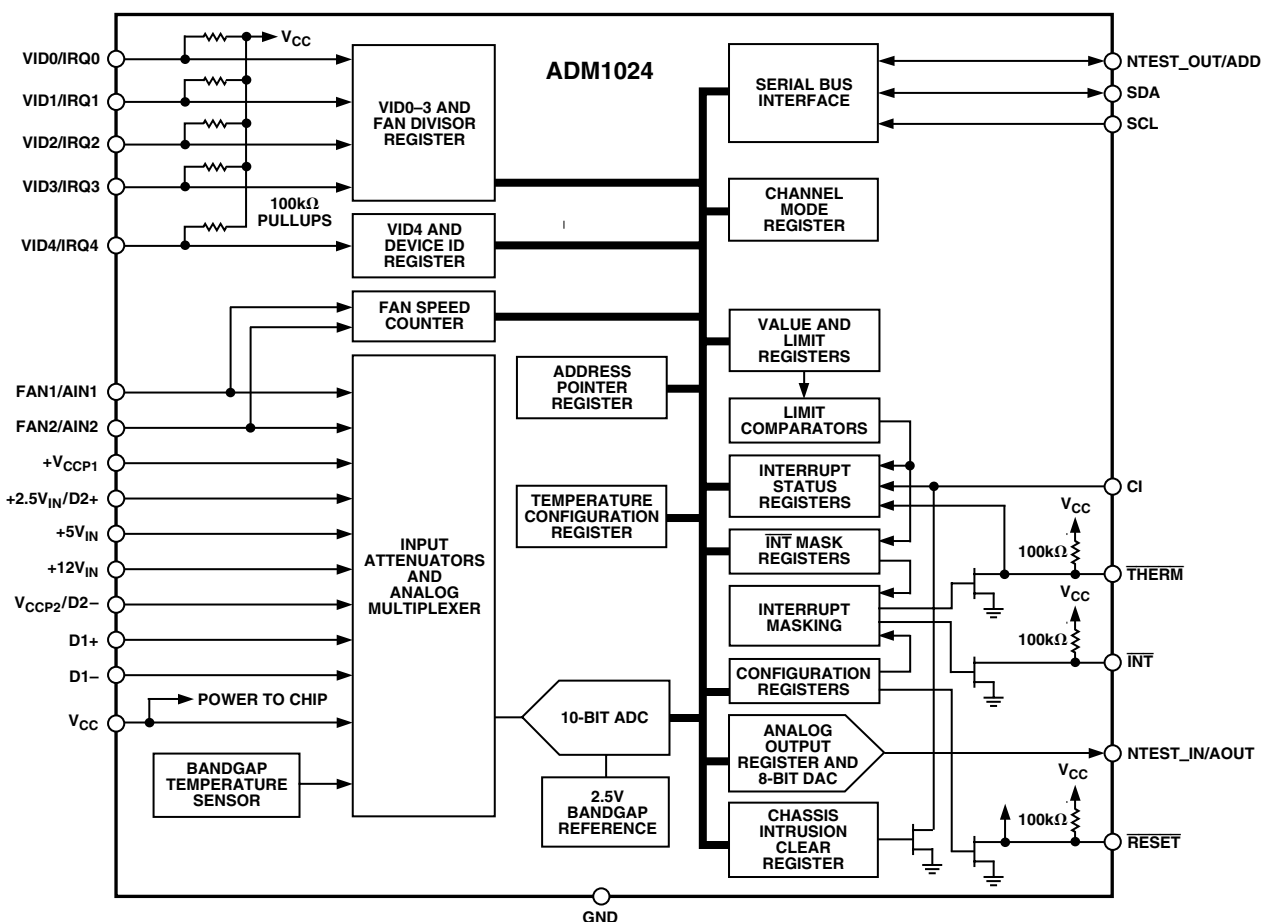 ADM1024
VID0/IRQ0
VID1/IRQ1
VID2/IRQ2
VID3/IRQ3
VID4/IRQ4
VCC
100kΩ
PULLUPS
VID0–3 AND
FAN DIVISOR
REGISTER
VID4 AND
DEVICE ID
REGISTER
FAN SPEED
COUNTER
FAN1/AIN1
FAN2/AIN2
+VCCP1
+2.5VIN/D2+
+5VIN
+12VIN
VCCP2/D2–
D1+
D1–
VCC
POWER TO CHIP
BANDGAP
TEMPERATURE
SENSOR
INPUT
ATTENUATORS
AND
ANALOG
MULTIPLEXER
ADDRESS
POINTER
REGISTER
TEMPERATURE
CONFIGURATION
REGISTER
10-BIT ADC
2.5V
BANDGAP
REFERENCE
SERIAL BUS
INTERFACE
CHANNEL
MODE
REGISTER
VALUE AND
LIMIT
REGISTERS
LIMIT
COMPARATORS
INTERRUPT
STATUS
REGISTERS
INT MASK
REGISTERS
INTERRUPT
MASKING
CONFIGURATION
REGISTERS
ANALOG
OUTPUT
REGISTER AND
8-BIT DAC
CHASSIS
INTRUSION
CLEAR
REGISTER
NTEST_OUT/ADD
SDA
SCL
CI
VCC
100kΩ
THERM
VCC
100kΩ
INT
NTEST_IN/AOUT
VCC
100kΩ
RESET
GND